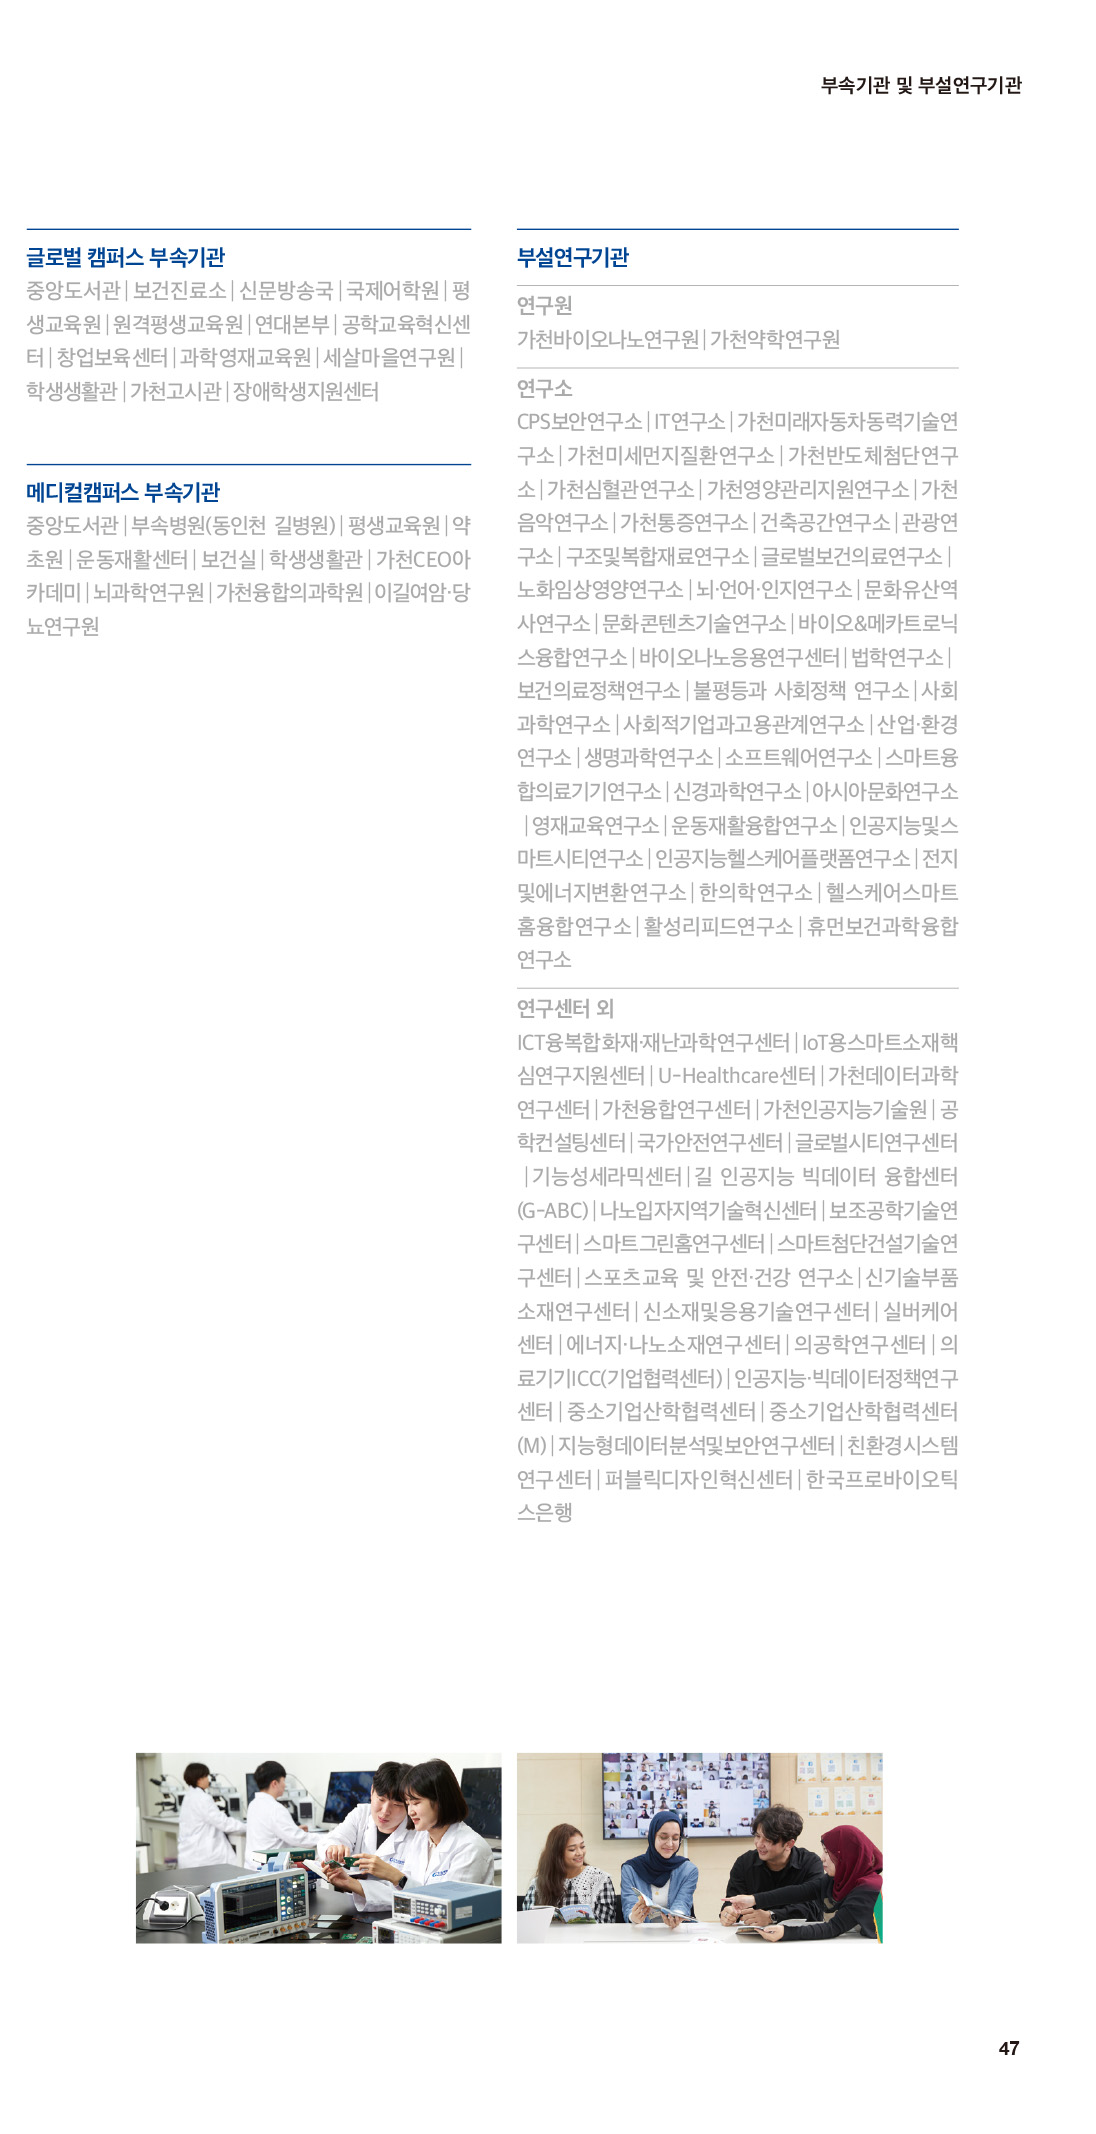 부속기관 및 부설연구기관
글로벌 캠퍼스 부속기관
중앙도서관 | 보건진료소 | 신문방송국 | 국제어학원 | 평
생교육원 | 원격평생교육원 | 연대본부 | 공학교육혁신센
터 | 창업보육센터 | 과학영재교육원 | 세살마을연구원 |
학생생활관 | 가천고시관 | 장애학생지원센터
메디컬캠퍼스 부속기관
중앙도서관 | 부속병원(동인천 길병원) | 평생교육원 | 약
초원 | 운동재활센터 | 보건실 | 학생생활관 | 가천CEO아
카데미 | 뇌과학연구원 | 가천융합의과학원 | 이길여암·당
뇨연구원
부설연구기관
연구원
가천바이오나노연구원 | 가천약학연구원
연구소
CPS보안연구소 | IT연구소 | 가천미래자동차동력기술연
구소 | 가천미세먼지질환연구소 | 가천반도체첨단연구
소 | 가천심혈관연구소 | 가천영양관리지원연구소 | 가천
음악연구소 | 가천통증연구소 | 건축공간연구소 | 관광연
구소 | 구조및복합재료연구소 | 글로벌보건의료연구소 |
노화임상영양연구소 | 뇌·언어·인지연구소 | 문화유산역
사연구소 | 문화콘텐츠기술연구소 | 바이오&메카트로닉
스융합연구소 | 바이오나노응용연구센터 | 법학연구소 |
보건의료정책연구소 | 불평등과 사회정책 연구소 | 사회
과학연구소 | 사회적기업과고용관계연구소 | 산업·환경
연구소 | 생명과학연구소 | 소프트웨어연구소 | 스마트융
합의료기기연구소 | 신경과학연구소 | 아시아문화연구소
| 영재교육연구소 | 운동재활융합연구소 | 인공지능및스
마트시티연구소 | 인공지능헬스케어플랫폼연구소 | 전지
및에너지변환연구소 | 한의학연구소 | 헬스케어스마트
홈융합연구소 | 활성리피드연구소 | 휴먼보건과학융합
연구소
연구센터 외
ICT융복합화재·재난과학연구센터 | IoT용스마트소재핵
심연구지원센터 | U-Healthcare센터 | 가천데이터과학
연구센터 | 가천융합연구센터 | 가천인공지능기술원 | 공
학컨설팅센터 | 국가안전연구센터 | 글로벌시티연구센터
| 기능성세라믹센터 | 길 인공지능 빅데이터 융합센터
(G-ABC) | 나노입자지역기술혁신센터 | 보조공학기술연
구센터 | 스마트그린홈연구센터 | 스마트첨단건설기술연
구센터 | 스포츠교육 및 안전·건강 연구소 | 신기술부품
소재연구센터 | 신소재및응용기술연구센터 | 실버케어
센터 | 에너지·나노소재연구센터 | 의공학연구센터 | 의
료기기ICC(기업협력센터) | 인공지능·빅데이터정책연구
센터 | 중소기업산학협력센터 | 중소기업산학협력센터
(M) | 지능형데이터분석및보안연구센터 | 친환경시스템
연구센터 | 퍼블릭디자인혁신센터 | 한국프로바이오틱
스은행
47